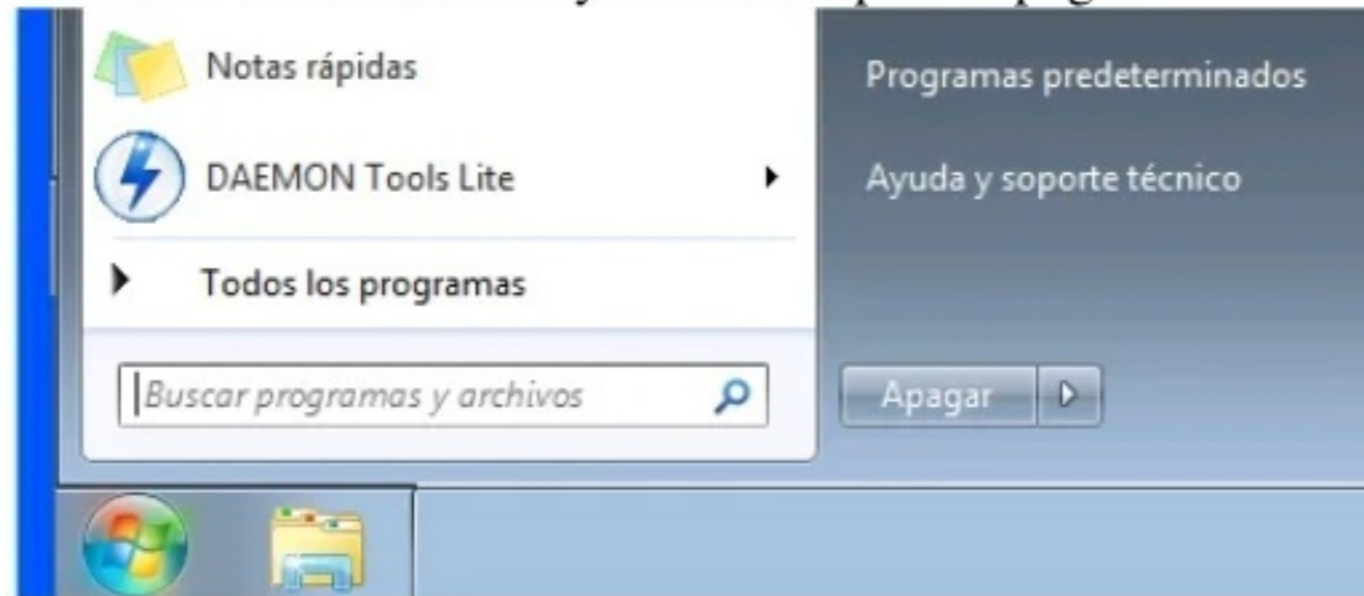 Notas rápidas
DAEMON Tools Lite
Todos los programas
Buscar programas y archivos
Programas predeterminados
Ayuda y soporte técnico
Apagar